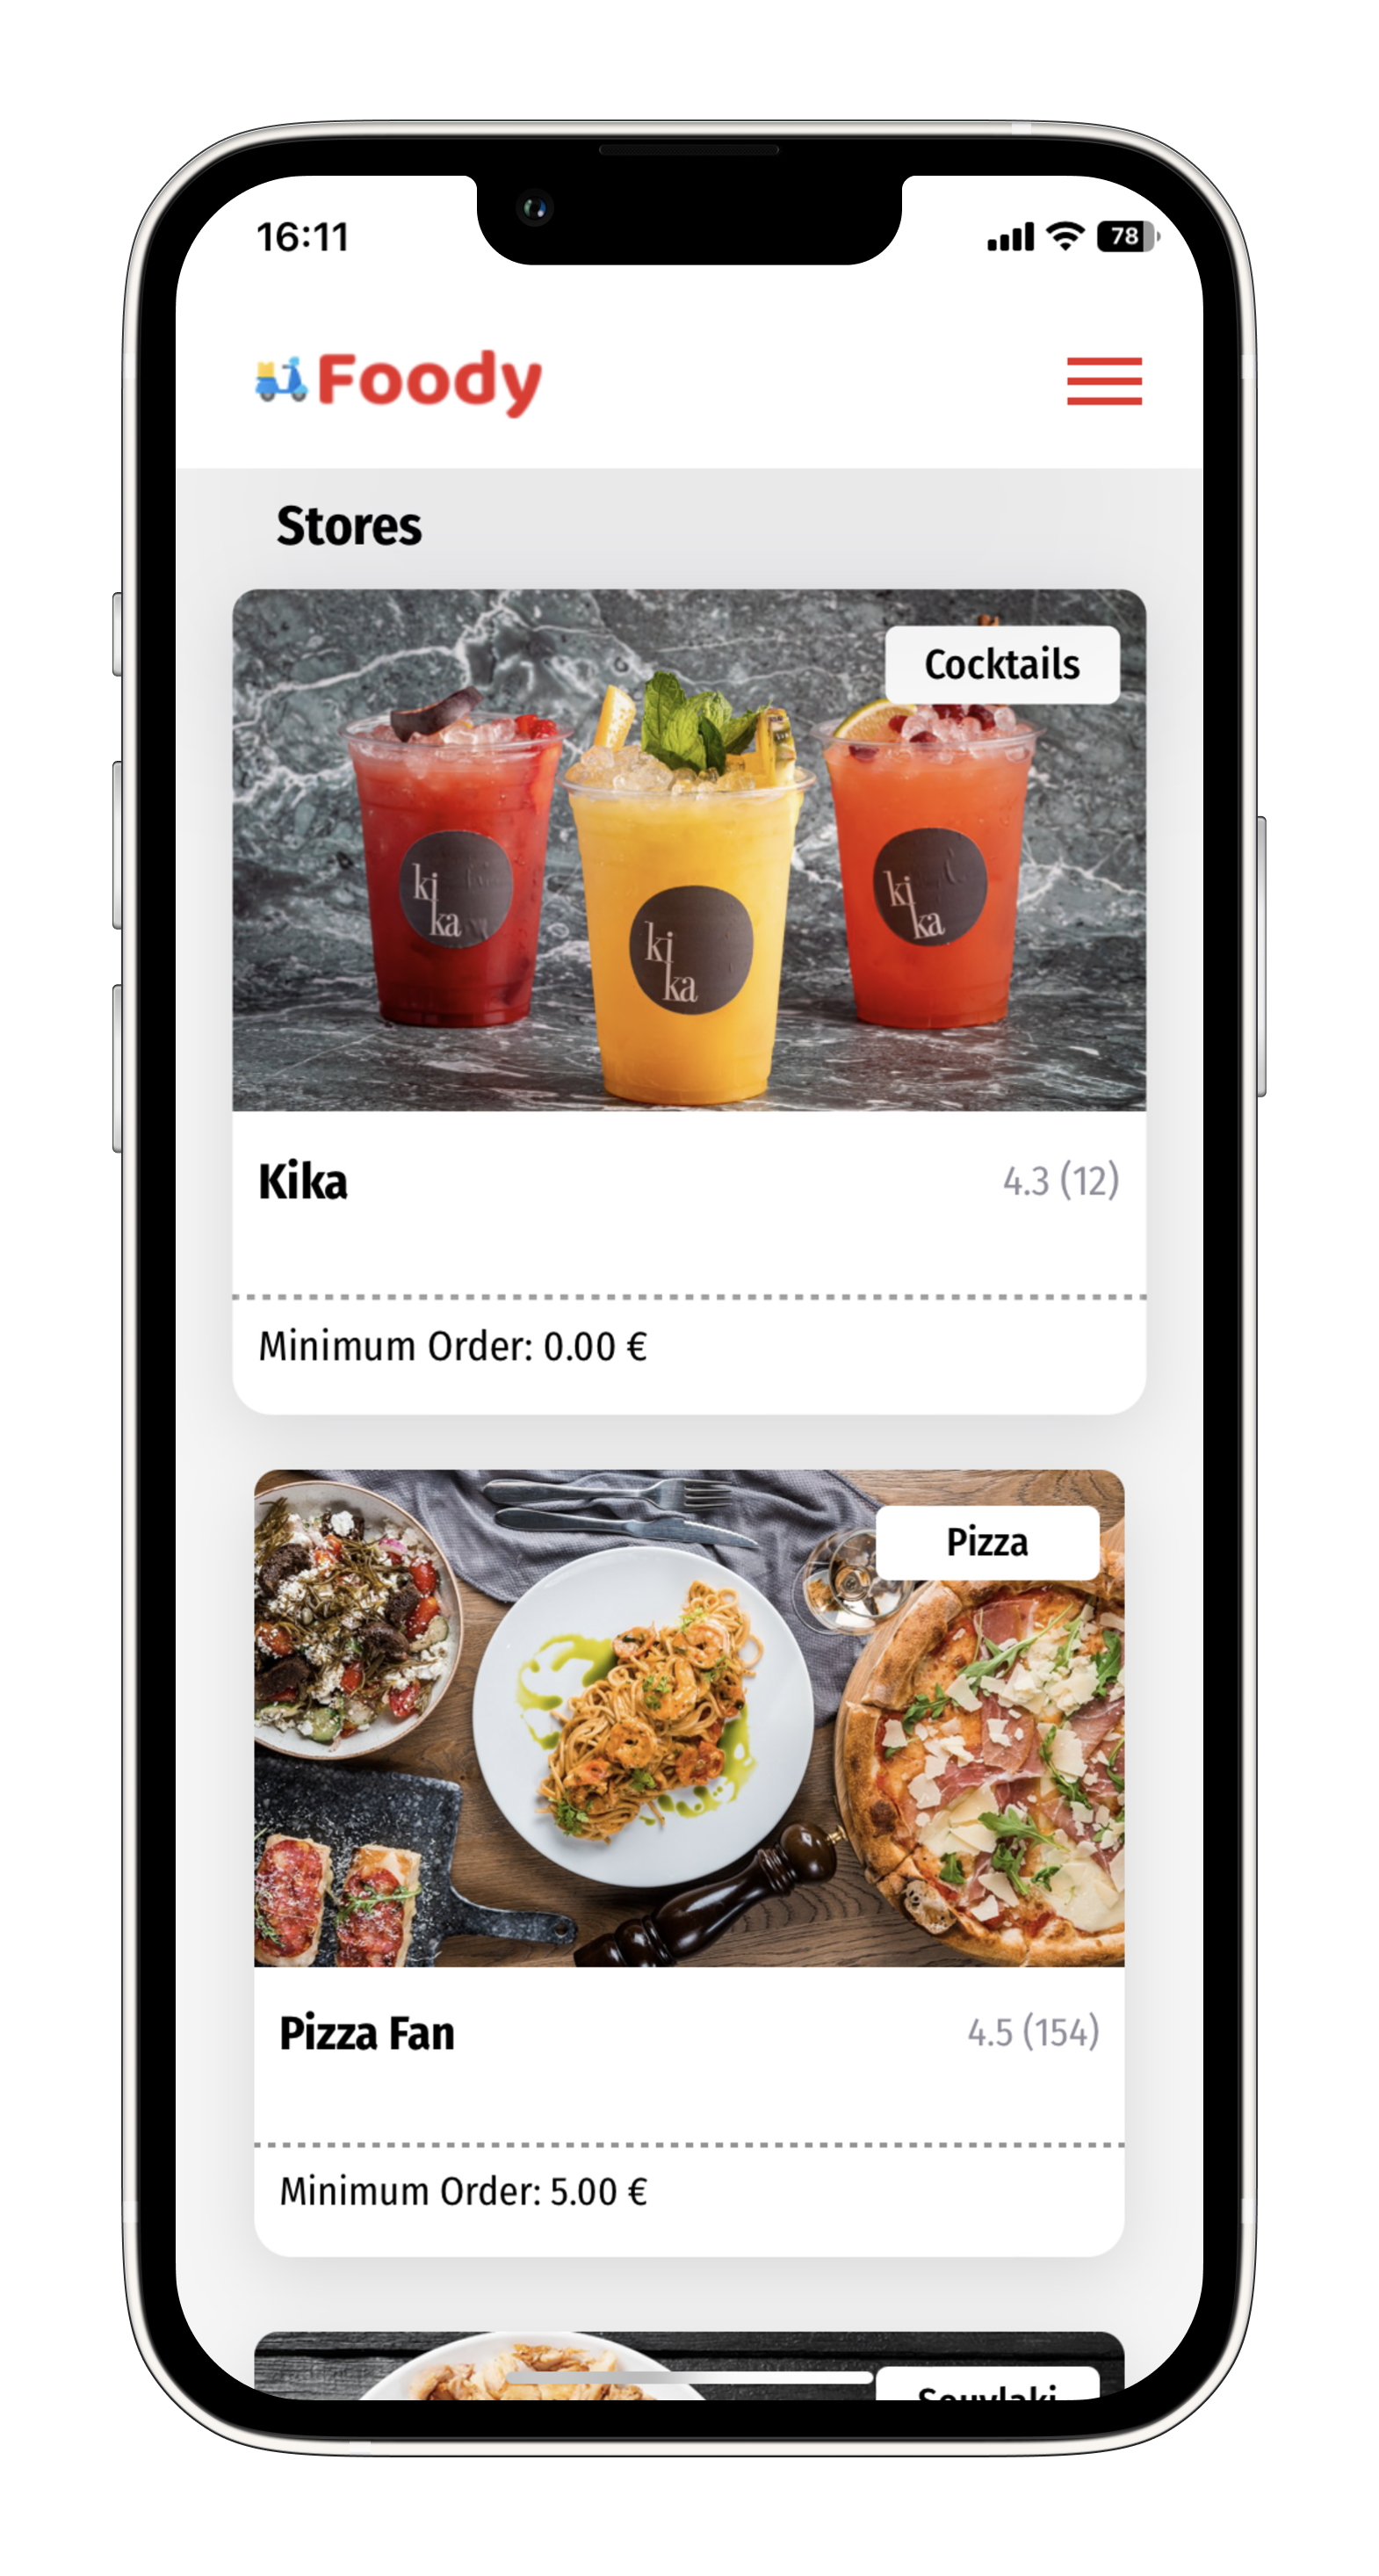 16:11
78
Foody
Stores
Cocktails
ki
ka
ki
ka
ki
ka
Kika
4.3 (12)
Minimum Order: 0.00 €
Pizza
Pizza Fan
4.5 (154)
Minimum Order: 5.00 €
Souvlaki